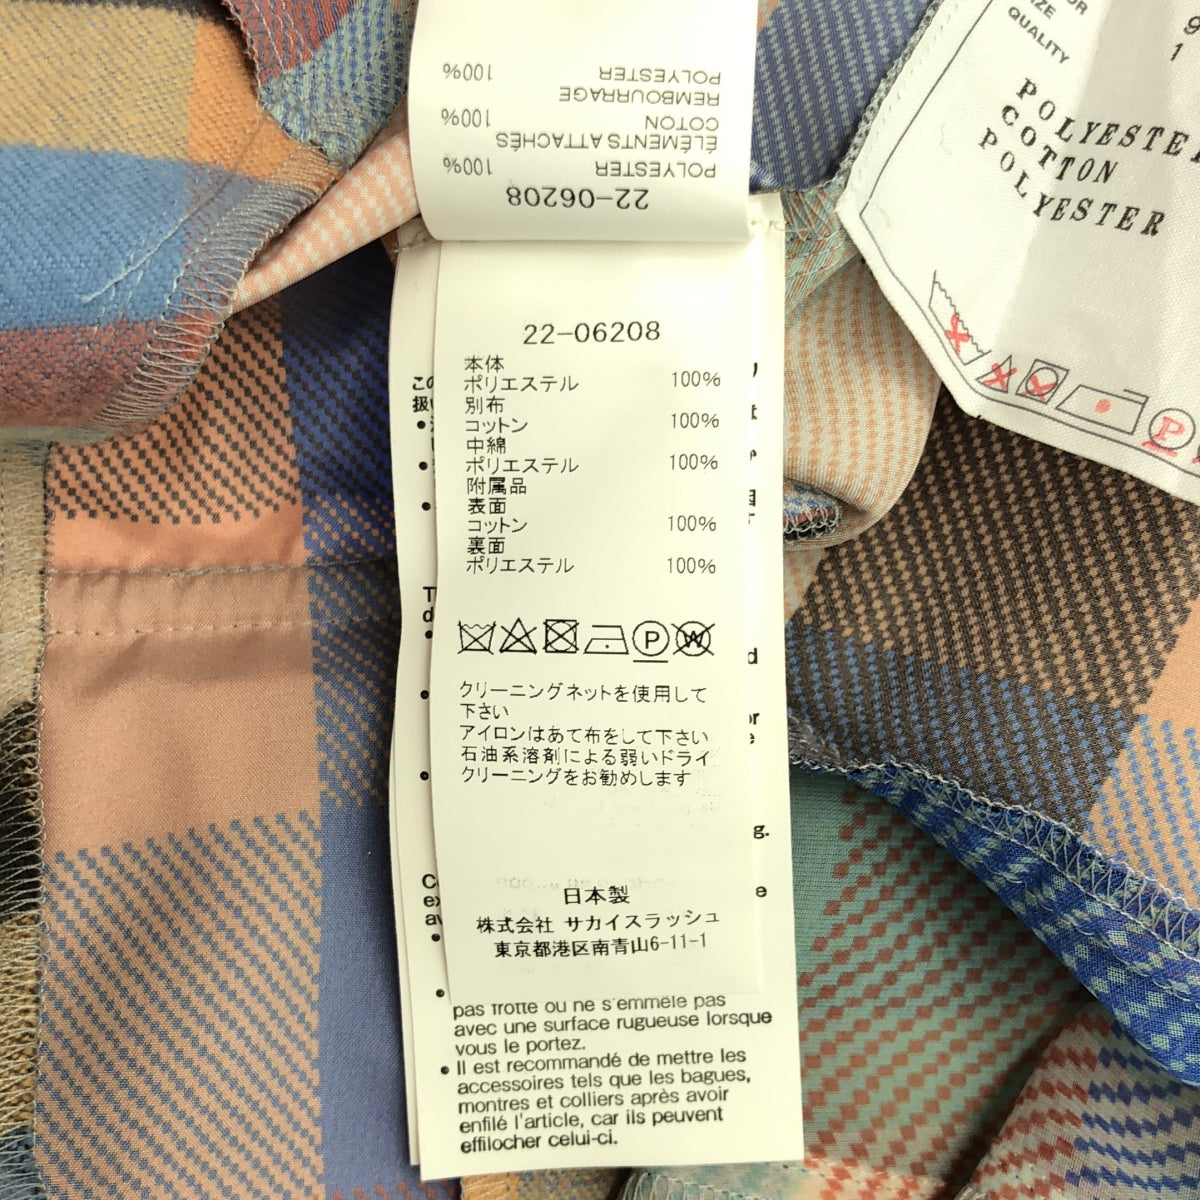 POLYESTER 100%
REMBOURRAGE
COTON 100%
ÉLÉMENTS ATTACHÉS
POLYESTER 100%
22-06208
22-06208
本体
ポリエステル 100%
別布
コットン 100%
中綿
ポリエステル 100%
附属品
表面
コットン 100%
裏面
ポリエステル 100%
P W
クリーニングネットを使用して
下さい
アイロンはあて布をして下さい
石油系溶剤による弱いドライ
クリーニングをお勧めします
日本製
株式会社 サカイスラッシュ
東京都港区南青山6-11-1
pas frotte ou ne s'emmêle pas
avec une surface rugueuse lorsque
vous le portez.
• Il est recommandé de mettre les
accessoires tels que les bagues,
montres et colliers après avoir
enfilé l'article, car ils peuvent
effilocher celui-ci.
QUALITY
POLYESTER
COTTON
POLYESTER
P